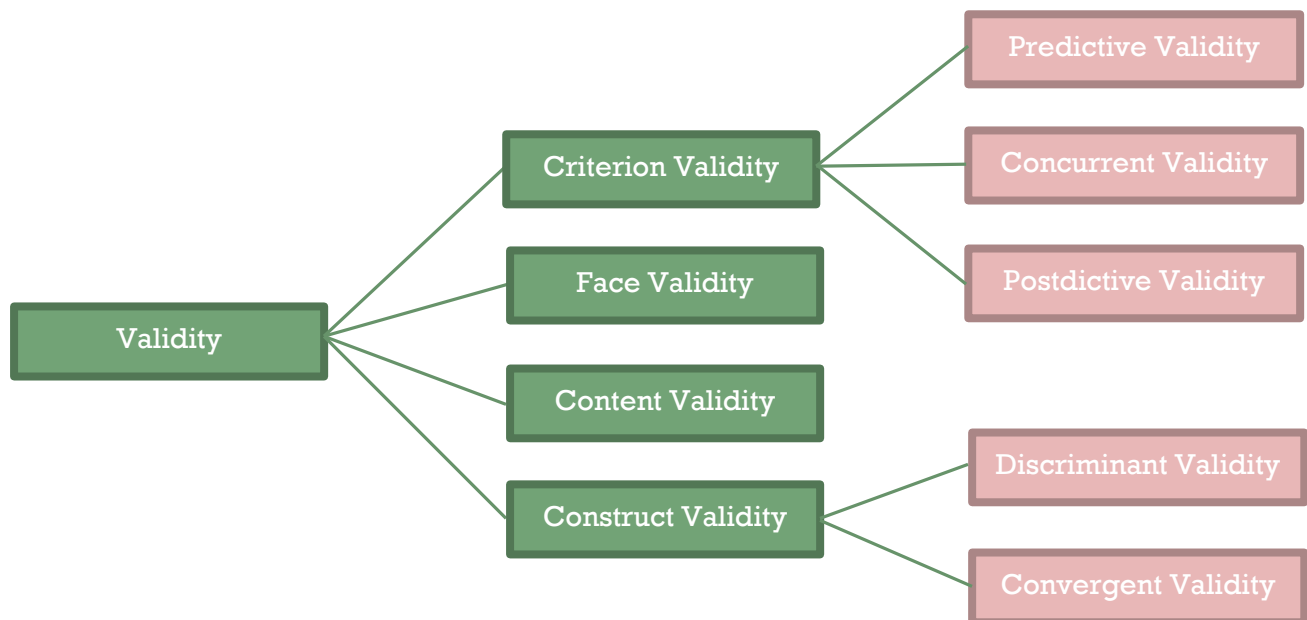 Validity
Criterion Validity
Face Validity
Content Validity
Construct Validity
Predictive Validity
Concurrent Validity
Postdictive Validity
Discriminant Validity
Convergent Validity